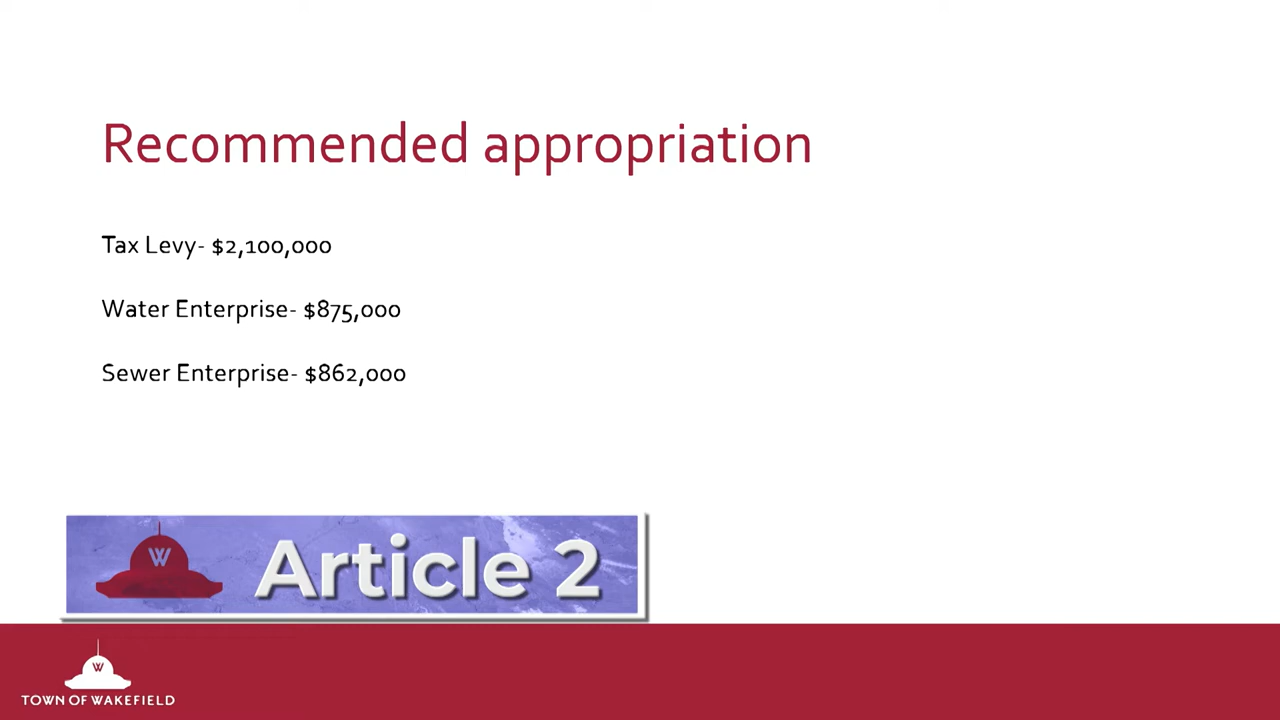 Recommended appropriation
Tax Levy- $2,100,000
Water Enterprise- $875,000
Sewer Enterprise- $862,000
W
Article 2
W
TOWN OF WAKEFIELD